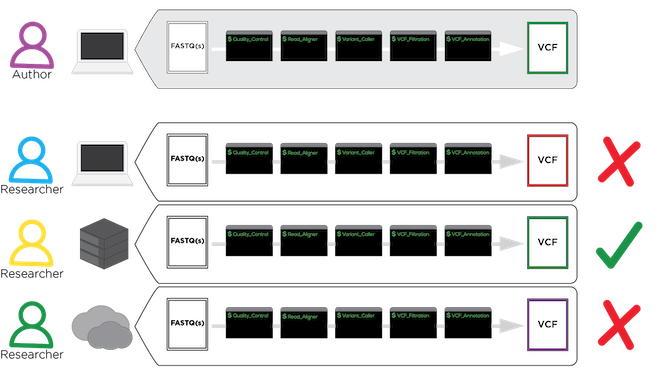 FASTQ(s) $ Quality_Control $ Read_Aligner $ Variant_Caller $ VCF_Filtration $ VCF_Annotation VCF
Author
FASTQ(s) $ Quality_Control $ Read_Aligner $ Variant_Caller $ VCF_Filtration $ VCF_Annotation VCF
Researcher
FASTQ(s) $ Quality_Control $ Read_Aligner $ Variant_Caller $ VCF_Filtration $ VCF_Annotation VCF
Researcher
FASTQ(s) $ Quality_Control $ Read_Aligner $ Variant_Caller $ VCF_Filtration $ VCF_Annotation VCF
Researcher